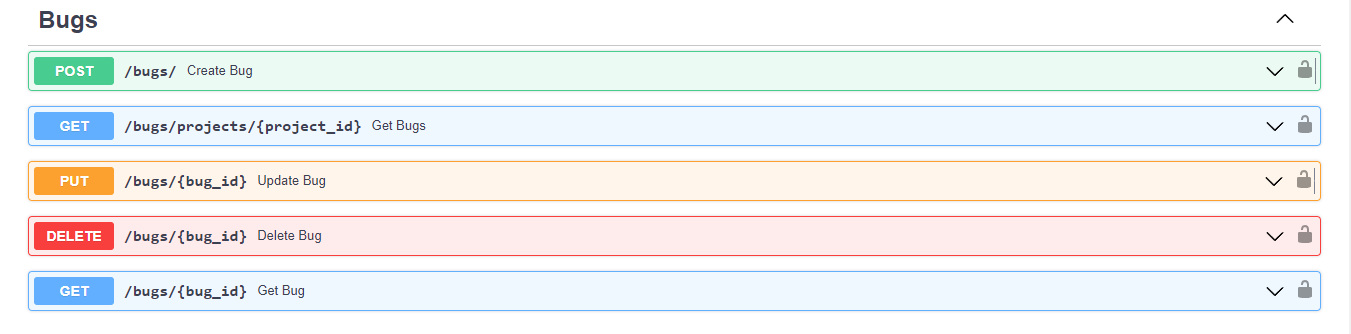 Bugs
POST /bugs/ Create Bug
GET /bugs/projects/{project_id} Get Bugs
PUT /bugs/{bug_id} Update Bug
DELETE /bugs/{bug_id} Delete Bug
GET /bugs/{bug_id} Get Bug